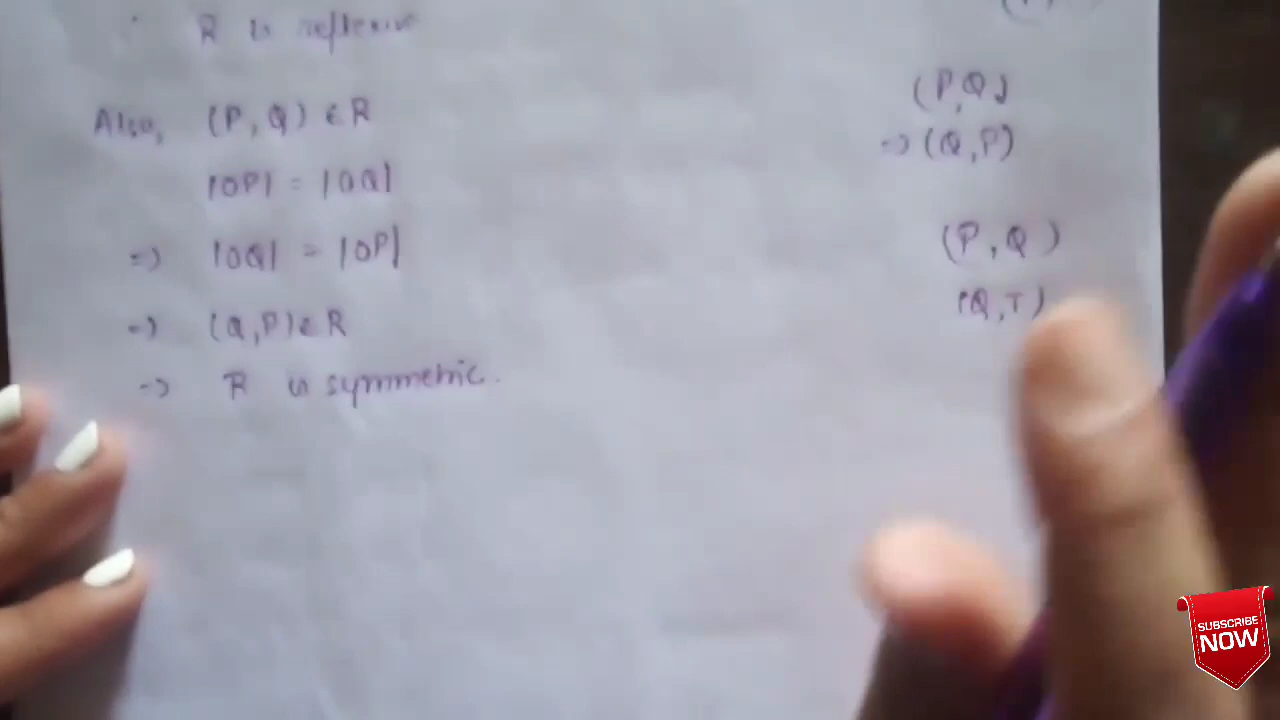 R is reflexive
Also, (P, Q) ∈ R
|OP| = |OQ|
=> |OQ| = |OP|
=> (Q, P) ∈ R
=> R is symmetric.
(P, Q)
=> (Q, P)
(P, Q)
(Q, T)
SUBSCRIBE
NOW